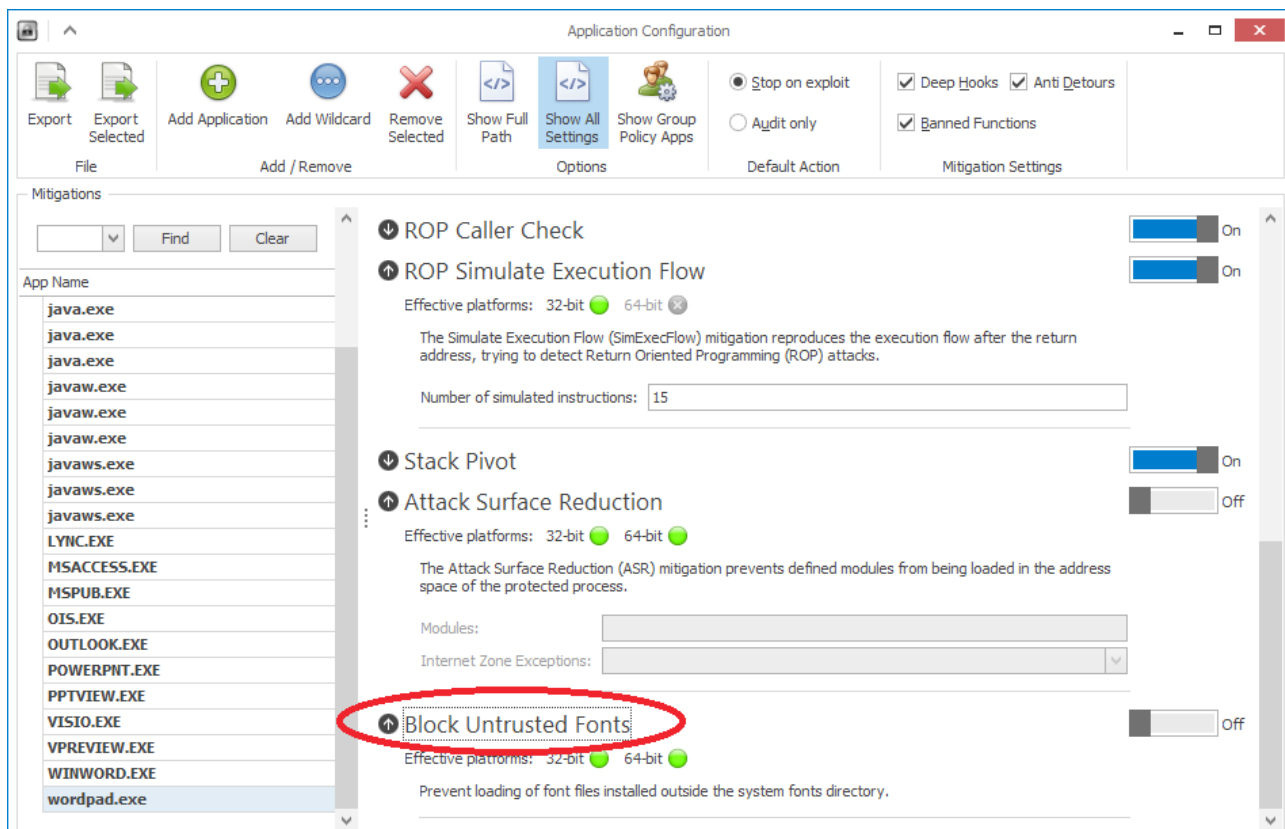 Application Configuration
Export
Export Selected
Add Application
Add Wildcard
Remove Selected
Show Full Path
Show All Settings
Show Group Policy Apps
Stop on exploit
Audit only
Deep Hooks
Anti Detours
Banned Functions
File
Add / Remove
Options
Default Action
Mitigation Settings
Mitigations
Find
Clear
App Name
java.exe
java.exe
java.exe
javaw.exe
javaw.exe
javaw.exe
javaws.exe
javaws.exe
javaws.exe
LYNC.EXE
MSACCESS.EXE
MSPUB.EXE
OIS.EXE
OUTLOOK.EXE
POWERPNT.EXE
PPTVIEW.EXE
VISIO.EXE
VPREVIEW.EXE
WINWORD.EXE
wordpad.exe
ROP Caller Check
On
ROP Simulate Execution Flow
On
Effective platforms: 32-bit 64-bit
The Simulate Execution Flow (SimExecFlow) mitigation reproduces the execution flow after the return
address, trying to detect Return Oriented Programming (ROP) attacks.
Number of simulated instructions: 15
Stack Pivot
On
Attack Surface Reduction
Off
Effective platforms: 32-bit 64-bit
The Attack Surface Reduction (ASR) mitigation prevents defined modules from being loaded in the address
space of the protected process.
Modules:
Internet Zone Exceptions:
Block Untrusted Fonts
Off
Effective platforms: 32-bit 64-bit
Prevent loading of font files installed outside the system fonts directory.